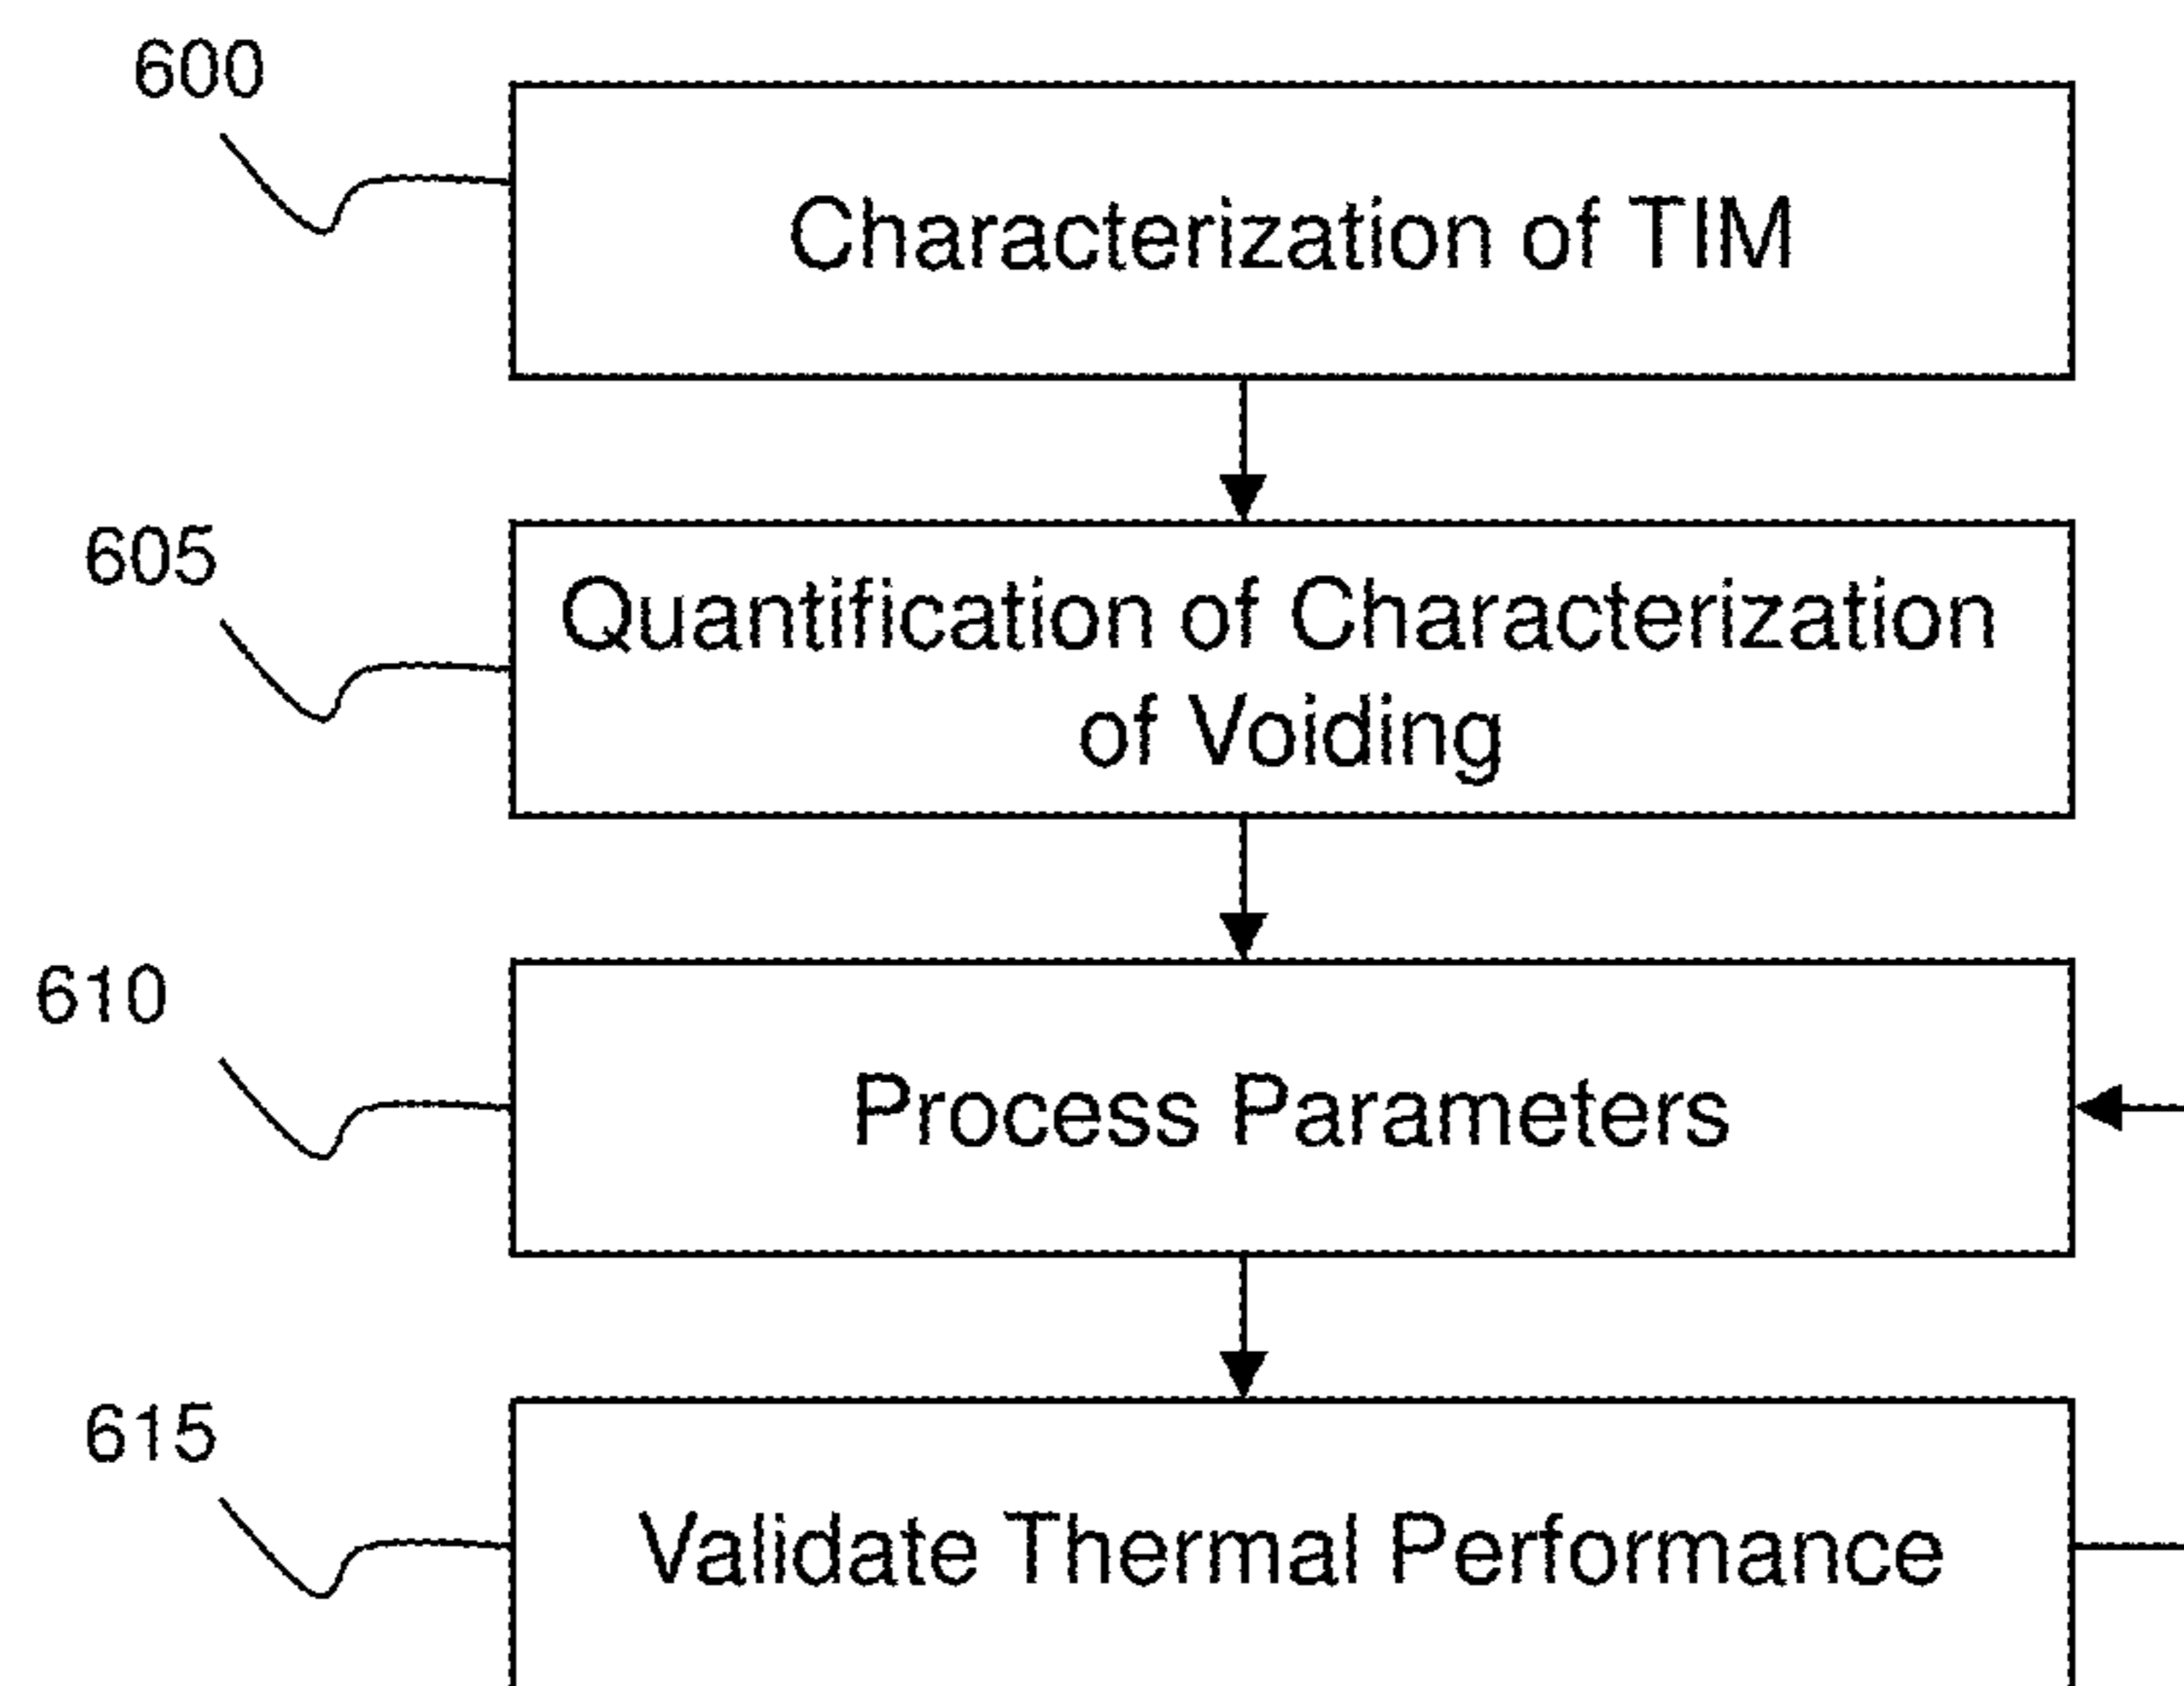 600
Characterization of TIM
605
Quantification of Characterization
of Voiding
610
Process Parameters
615
Validate Thermal Performance